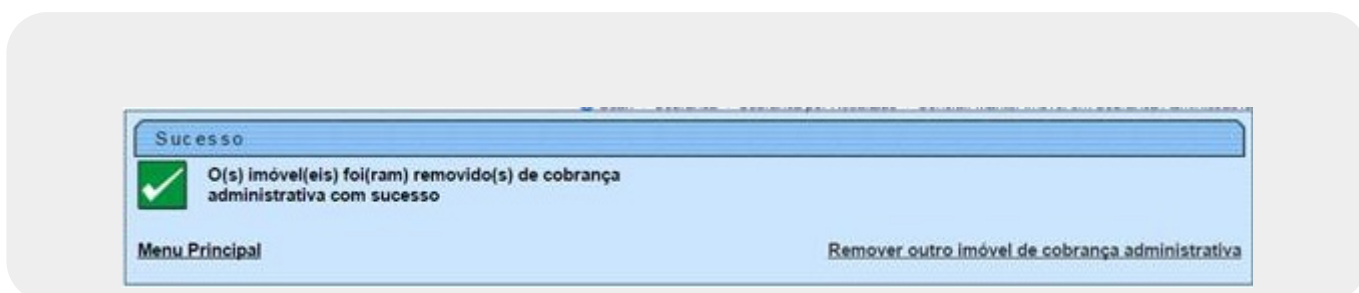 Sucesso
O(s) imóvel(eis) foi(ram) removido(s) de cobrança
administrativa com sucesso
Menu Principal
Remover outro imóvel de cobrança administrativa